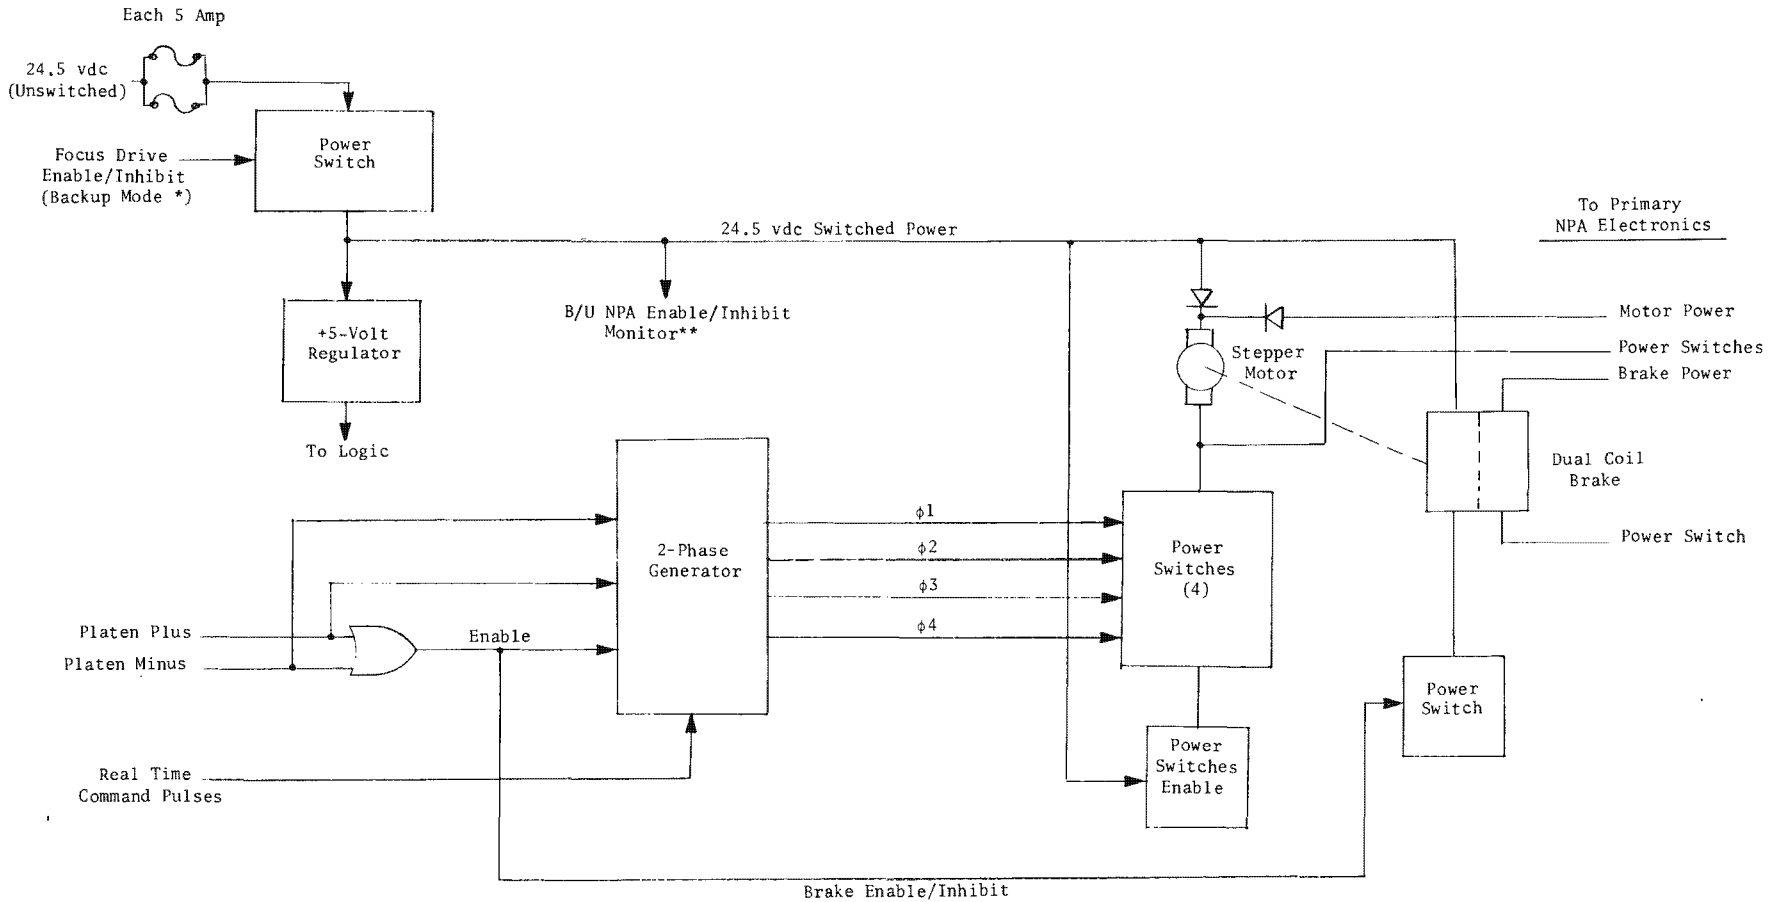 Each 5 Amp
24.5 vdc
(Unswitched)
Power
Switch
Focus Drive
Enable/Inhibit
(Backup Mode *)
24.5 vdc Switched Power
To Primary
NPA Electronics
+5-Volt
Regulator
B/U NPA Enable/Inhibit
Monitor**
Motor Power
Stepper
Motor
Power Switches
Brake Power
To Logic
Dual Coil
Brake
2-Phase
Generator
φ1
φ2
φ3
φ4
Power
Switches
(4)
Power Switch
Platen Plus
Platen Minus
Enable
Power
Switch
Real Time
Command Pulses
Power
Switches
Enable
Brake Enable/Inhibit